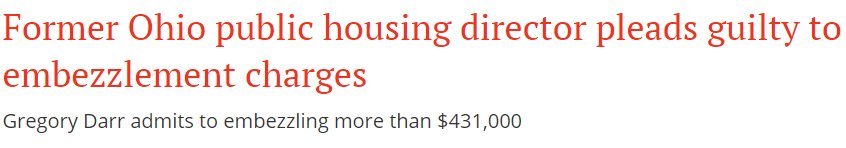 Former Ohio public housing director pleads guilty to
embezzlement charges
Gregory Darr admits to embezzling more than $431,000